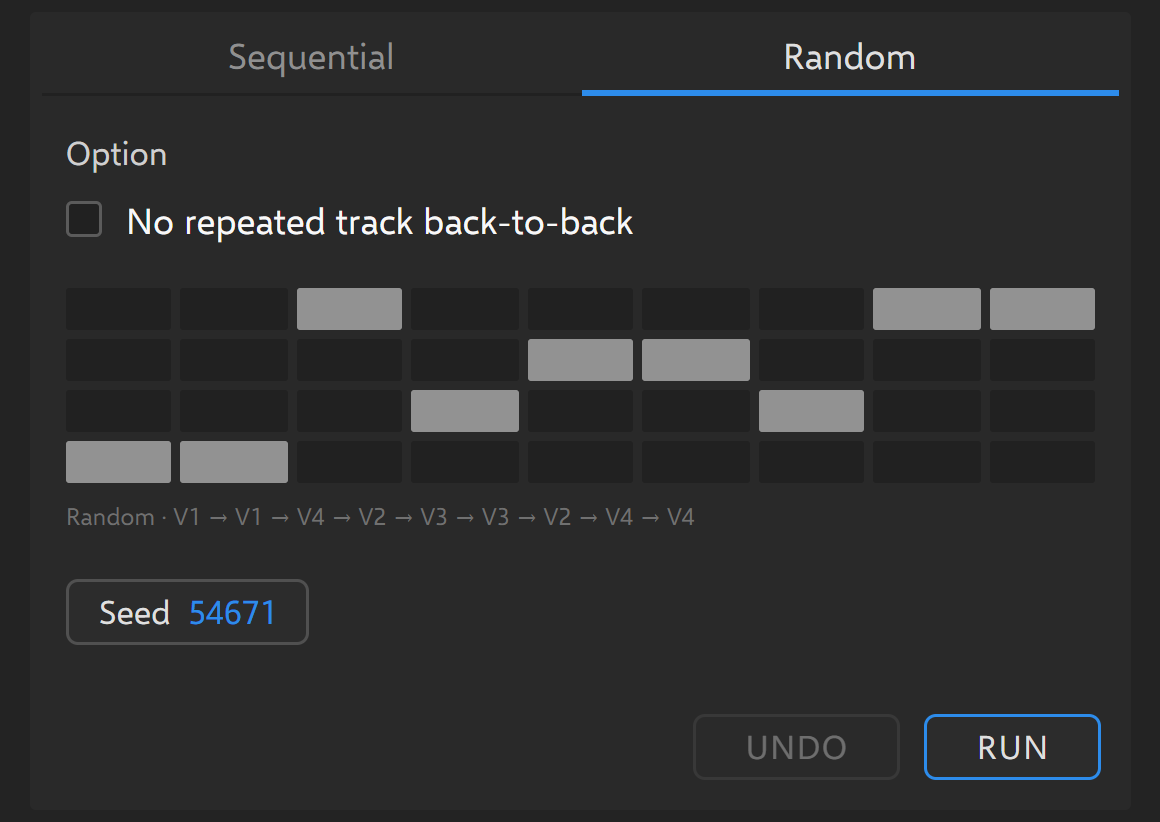 Sequential Random
Option
No repeated track back-to-back
Random · V1 → V1 → V4 → V2 → V3 → V3 → V2 → V4 → V4
Seed 54671
UNDO RUN